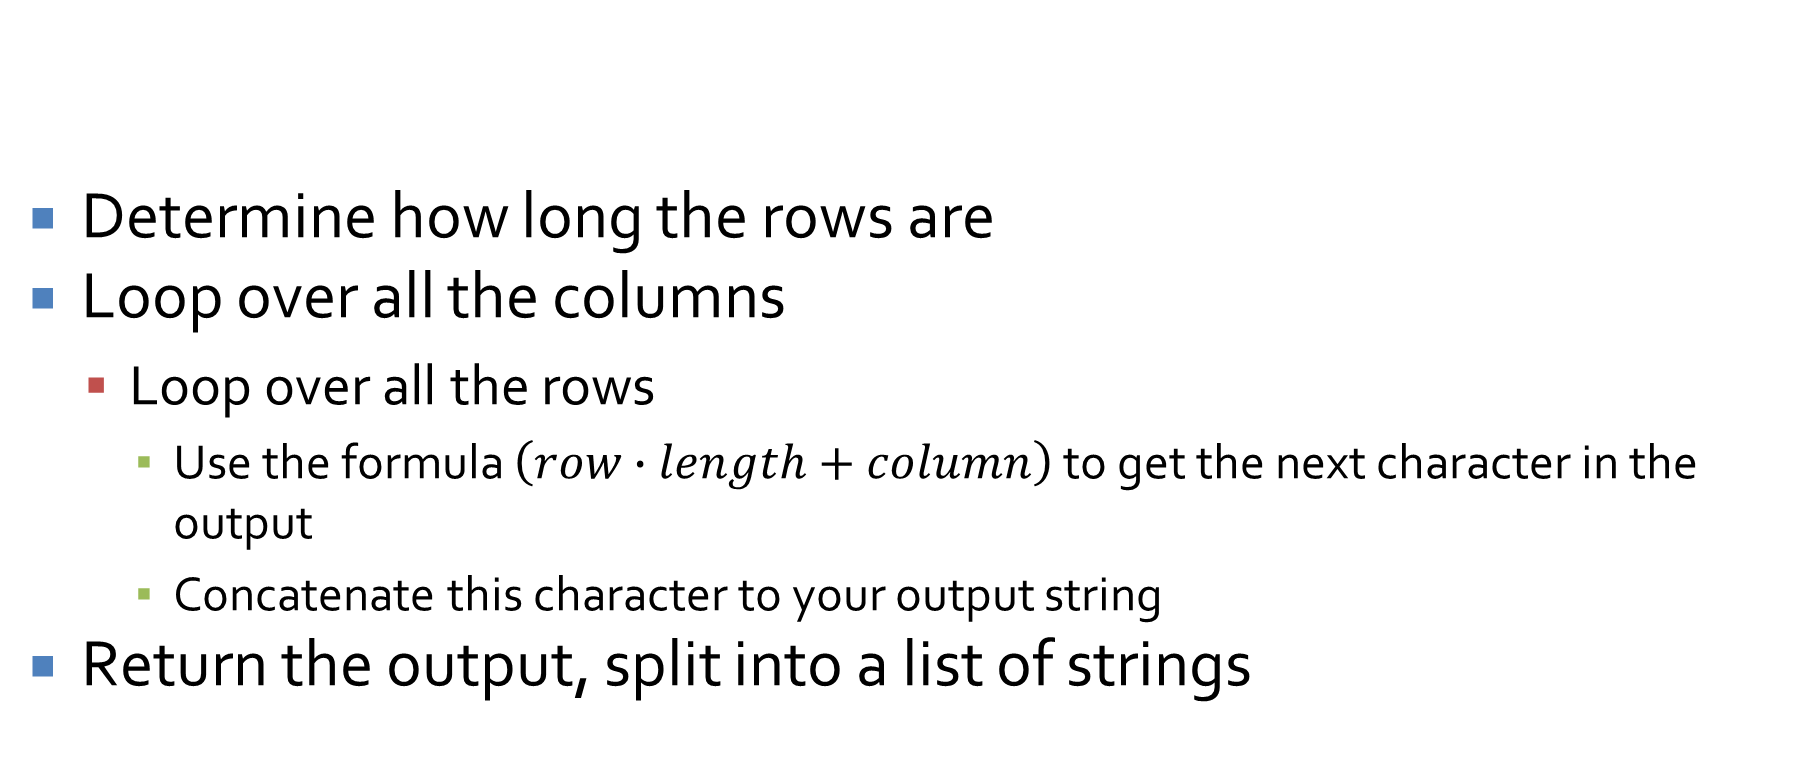 Determine how long the rows are
Loop over all the columns
Loop over all the rows
Use the formula (row · length + column) to get the next character in the
output
Concatenate this character to your output string
Return the output, split into a list of strings